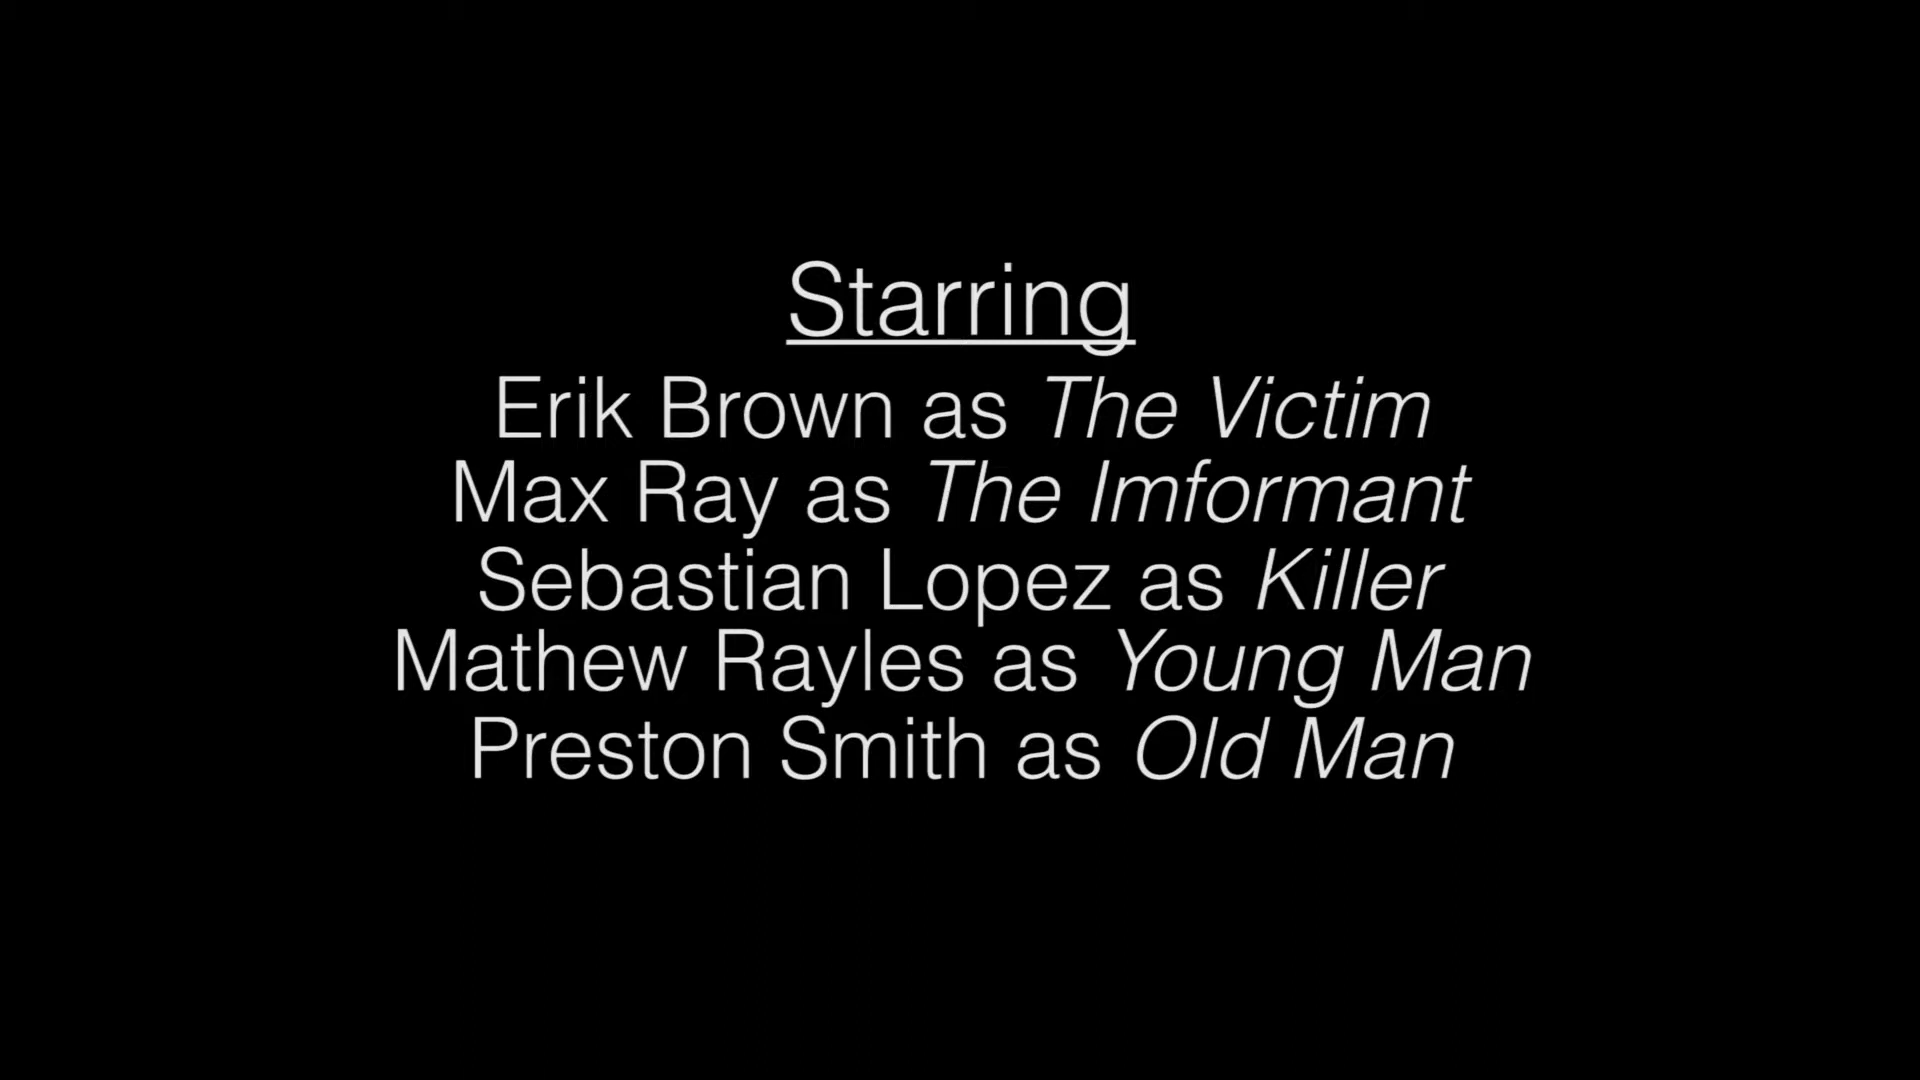 Starring
Erik Brown as The Victim
Max Ray as The Imformant
Sebastian Lopez as Killer
Mathew Rayles as Young Man
Preston Smith as Old Man